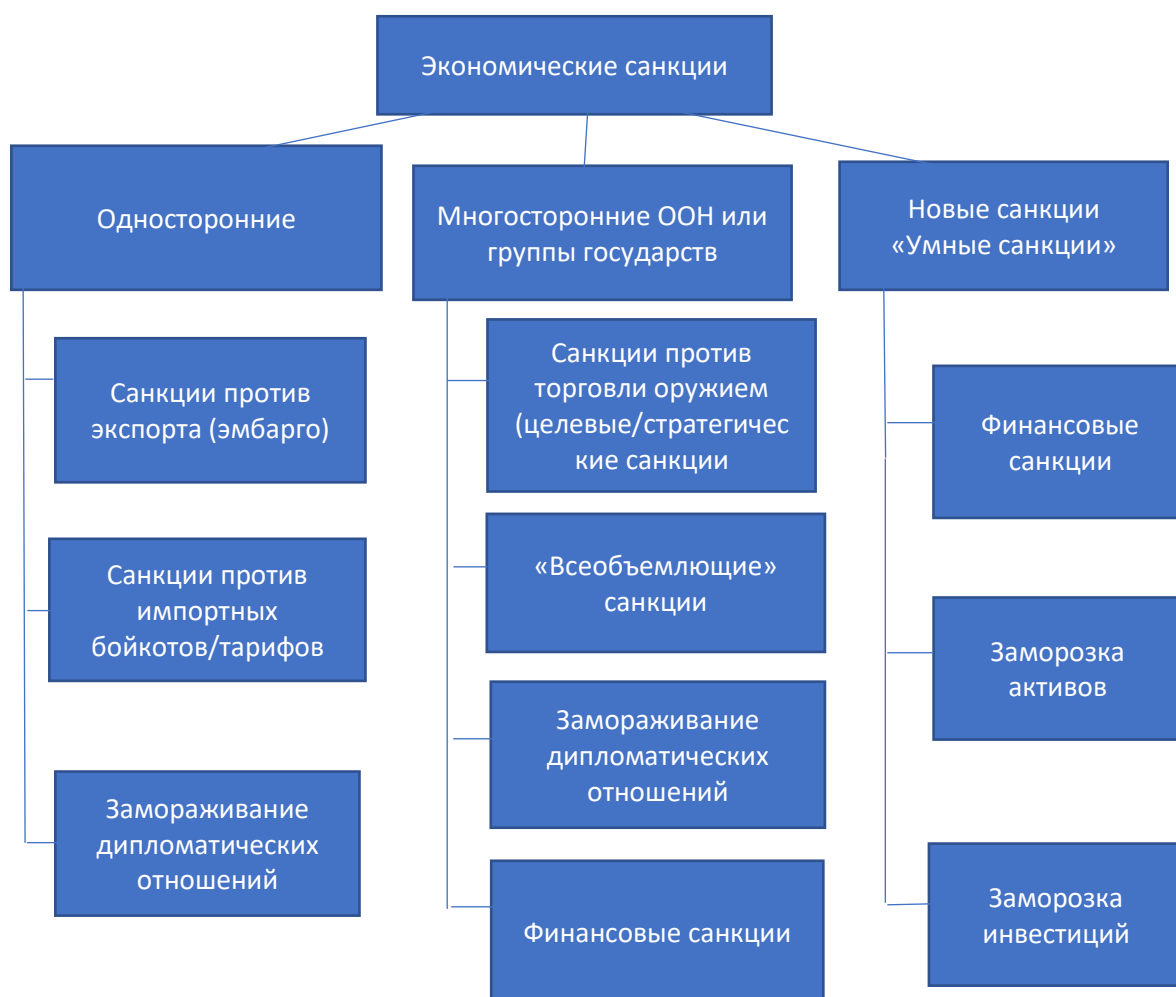 Экономические санкции
Односторонние
Санкции против
экспорта (эмбарго)
Санкции против
импортных
бойкотов/тарифов
Замораживание
дипломатических
отношений
Многосторонние ООН или
группы государств
Санкции против
торговли оружием
(целевые/стратегичес
кие санкции
«Всеобъемлющие»
санкции
Замораживание
дипломатических
отношений
Финансовые санкции
Новые санкции
«Умные санкции»
Финансовые
санкции
Заморозка
активов
Заморозка
инвестиций